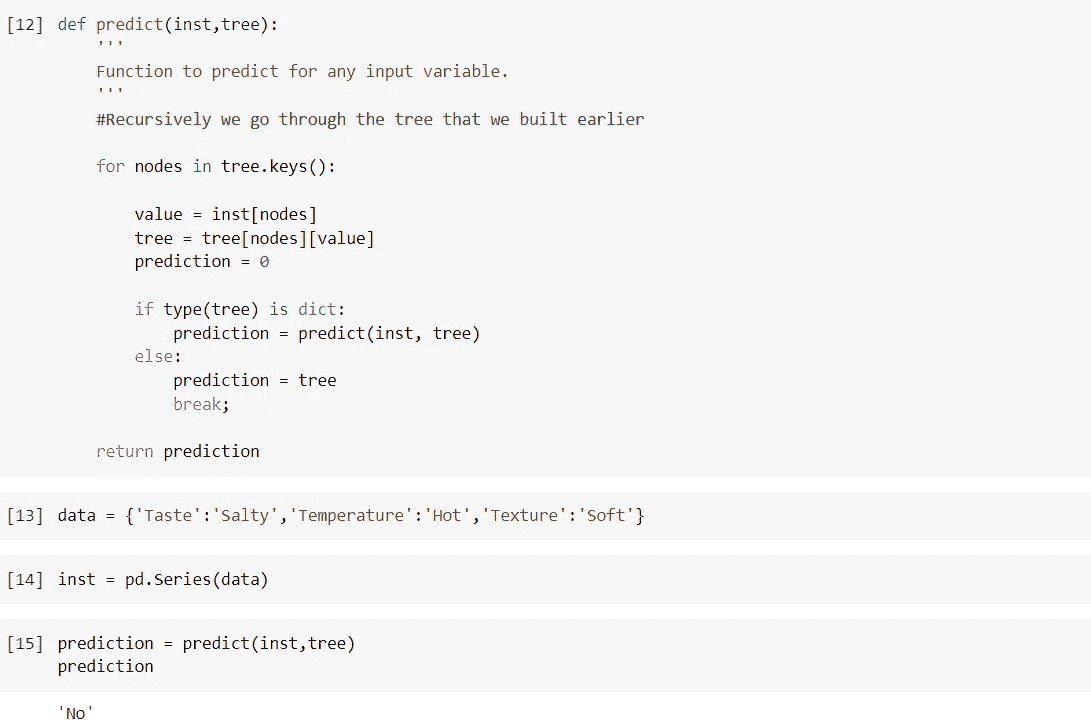 [12] def predict(inst,tree):
'''
Function to predict for any input variable.
'''
#Recursively we go through the tree that we built earlier
for nodes in tree.keys():
value = inst[nodes]
tree = tree[nodes][value]
prediction = 0
if type(tree) is dict:
prediction = predict(inst, tree)
else:
prediction = tree
break;
return prediction
[13] data = {'Taste':'Salty','Temperature':'Hot','Texture':'Soft'}
[14] inst = pd.Series(data)
[15] prediction = predict(inst,tree)
prediction
'No'